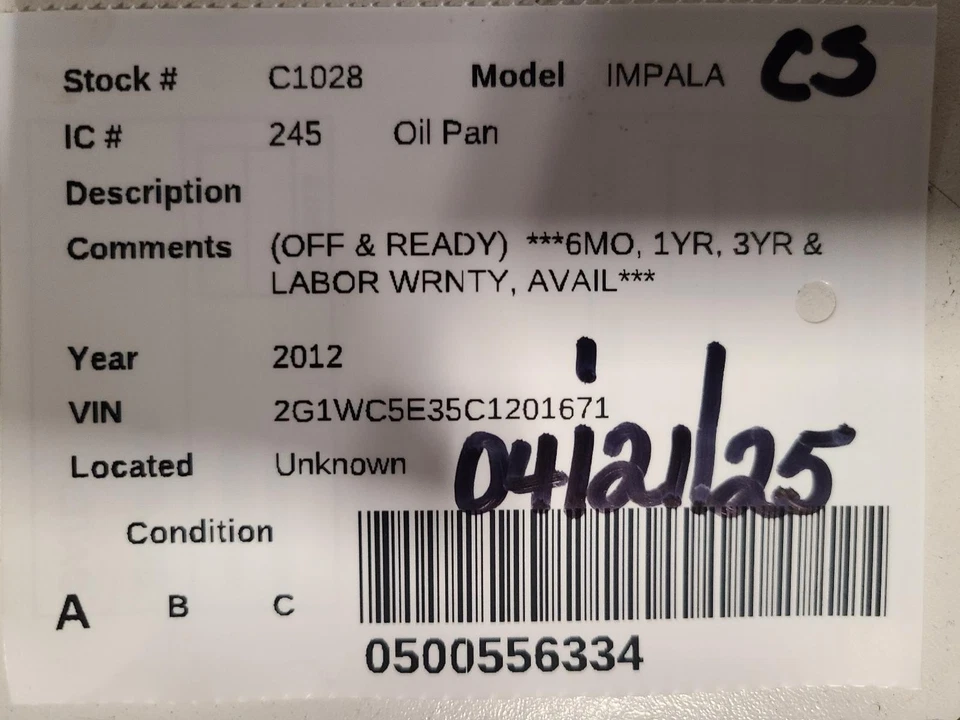 Stock # C1028 Model IMPALA CS
IC # 245 Oil Pan
Description
Comments (OFF & READY) ***6MO, 1YR, 3YR &
LABOR WRNTY, AVAIL***
Year 2012
VIN 2G1WC5E35C1201671
Located Unknown
04/21/25
Condition
A B C
0500556334